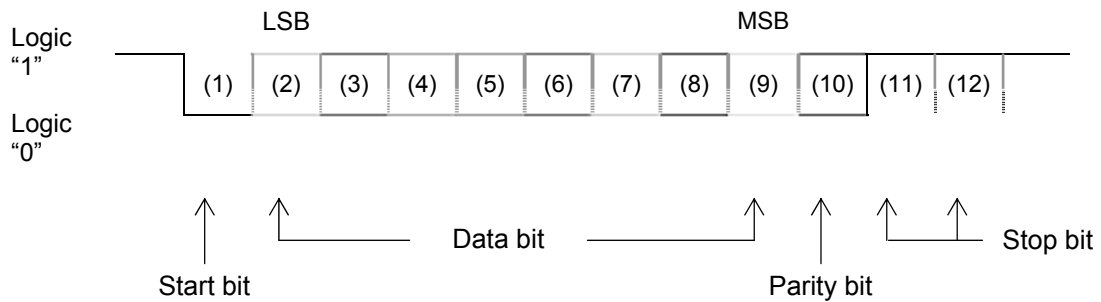 LSB MSB
Logic
“1”
(1) (2) (3) (4) (5) (6) (7) (8) (9) (10) (11) (12)
Logic
“0”
Data bit Stop bit
Start bit Parity bit